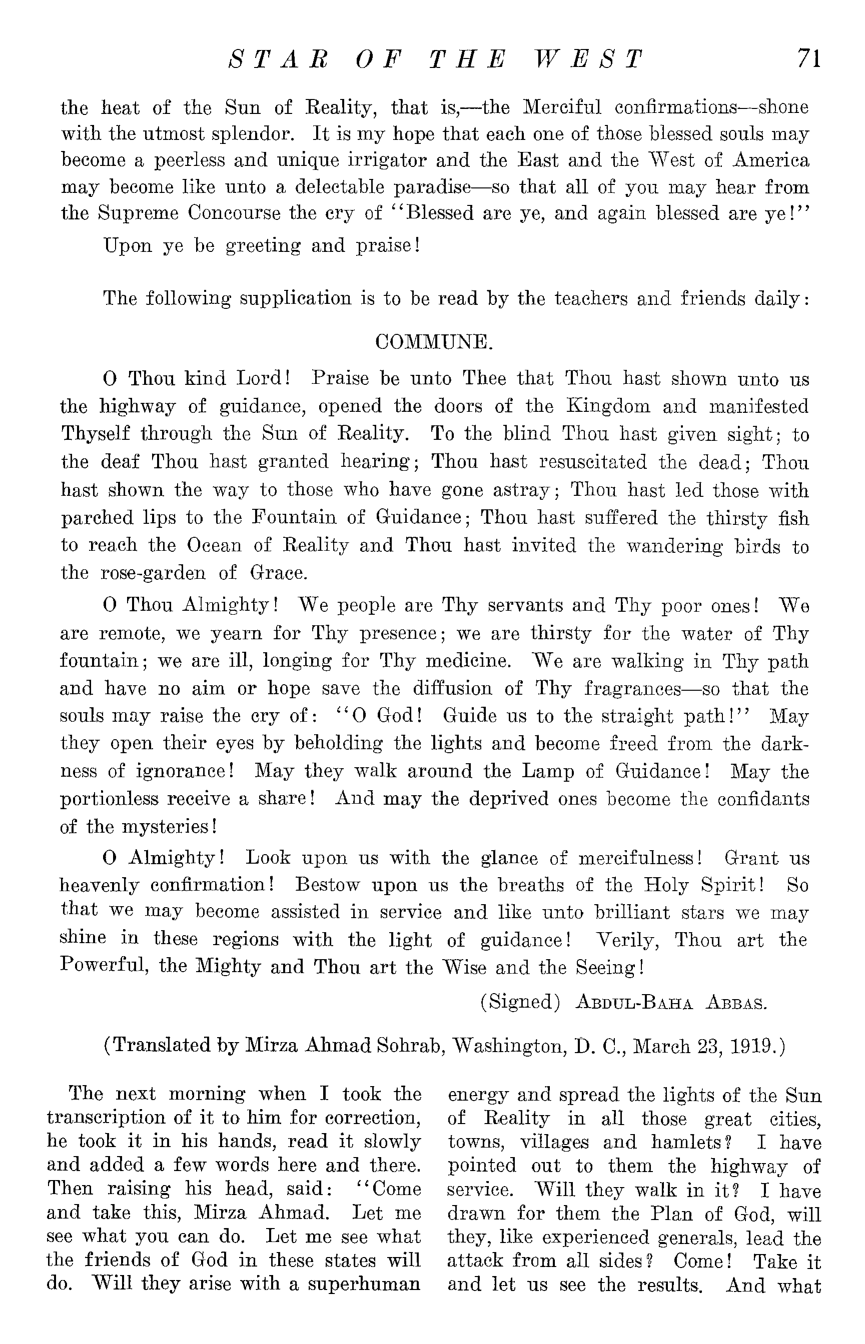 STAR OF THE WEST 71
the heat of the Sun of Reality, that is,—the Merciful confirmations—shone
with the utmost splendor. It is my hope that each one of those blessed souls may
become a peerless and unique irrigator and the East and the West of America
may become like unto a delectable paradise—so that all of you may hear from
the Supreme Concourse the cry of "Blessed are ye, and again blessed are ye!"
Upon ye be greeting and praise!
The following supplication is to be read by the teachers and friends daily:
COMMUNE.
O Thou kind Lord! Praise be unto Thee that Thou hast shown unto us
the highway of guidance, opened the doors of the Kingdom and manifested
Thyself through the Sun of Reality. To the blind Thou hast given sight; to
the deaf Thou hast granted hearing; Thou hast resuscitated the dead; Thou
hast shown the way to those who have gone astray; Thou hast led those with
parched lips to the Fountain of Guidance; Thou hast suffered the thirsty fish
to reach the Ocean of Reality and Thou hast invited the wandering birds to
the rose-garden of Grace.
O Thou Almighty! We people are Thy servants and Thy poor ones! We
are remote, we yearn for Thy presence; we are thirsty for the water of Thy
fountain; we are ill, longing for Thy medicine. We are walking in Thy path
and have no aim or hope save the diffusion of Thy fragrances—so that the
souls may raise the cry of: "O God! Guide us to the straight path!" May
they open their eyes by beholding the lights and become freed from the dark-
ness of ignorance! May they walk around the Lamp of Guidance! May the
portionless receive a share! And may the deprived ones become the confidants
of the mysteries!
O Almighty! Look upon us with the glance of mercifulness! Grant us
heavenly confirmation! Bestow upon us the breaths of the Holy Spirit! So
that we may become assisted in service and like unto brilliant stars we may
shine in these regions with the light of guidance! Verily, Thou art the
Powerful, the Mighty and Thou art the Wise and the Seeing!
(Signed) ABDUL-BAHA ABBAS.
(Translated by Mirza Ahmad Sohrab, Washington, D. C., March 23, 1919.)
The next morning when I took the
transcription of it to him for correction,
he took it in his hands, read it slowly
and added a few words here and there.
Then raising his head, said: "Come
and take this, Mirza Ahmad. Let me
see what you can do. Let me see what
the friends of God in these states will
do. Will they arise with a superhuman
energy and spread the lights of the Sun
of Reality in all those great cities,
towns, villages and hamlets? I have
pointed out to them the highway of
service. Will they walk in it? I have
drawn for them the Plan of God, will
they, like experienced generals, lead the
attack from all sides? Come! Take it
and let us see the results. And what